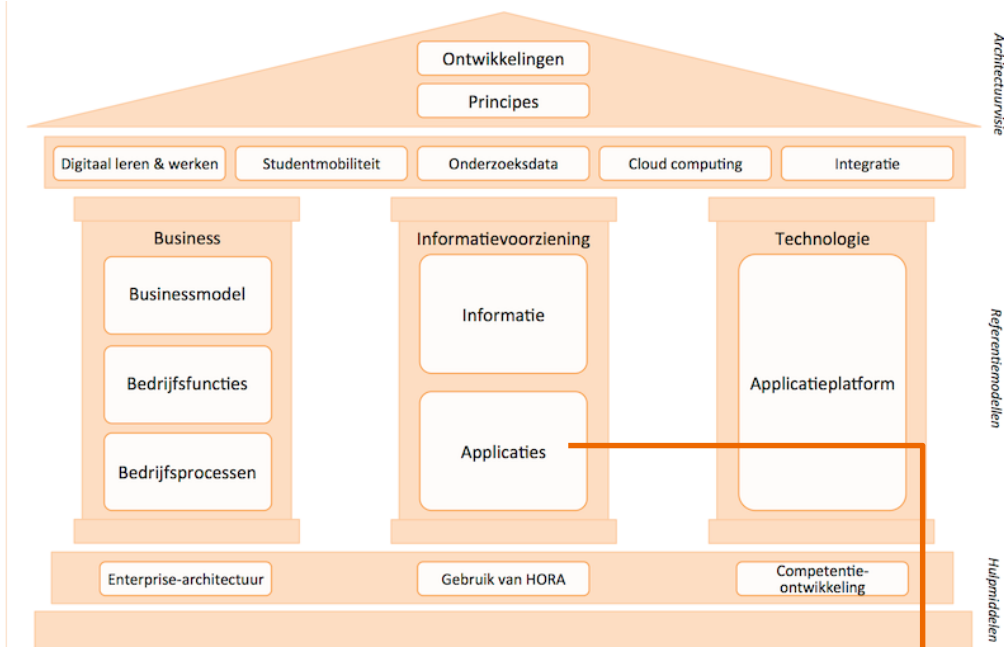 Ontwikkelingen
Principes
Architectuurvisie
Digitaal leren & werken
Studentmobiliteit
Onderzoeksdata
Cloud computing
Integratie
Business
Businessmodel
Bedrijfsfuncties
Bedrijfsprocessen
Informatievoorziening
Informatie
Applicaties
Technologie
Applicatieplatform
Referentiemodellen
Enterprise-architectuur
Gebruik van HORA
Competentie-
ontwikkeling
Hulpmiddelen